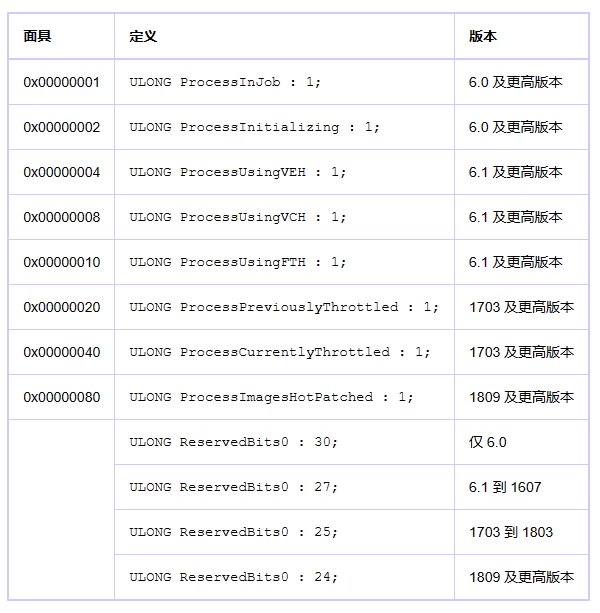 面具 定义 版本
0x00000001 ULONG ProcessInJob : 1; 6.0 及更高版本
0x00000002 ULONG ProcessInitializing : 1; 6.0 及更高版本
0x00000004 ULONG ProcessUsingVEH : 1; 6.1 及更高版本
0x00000008 ULONG ProcessUsingVCH : 1; 6.1 及更高版本
0x00000010 ULONG ProcessUsingFTH : 1; 6.1 及更高版本
0x00000020 ULONG ProcessPreviouslyThrottled : 1; 1703 及更高版本
0x00000040 ULONG ProcessCurrentlyThrottled : 1; 1703 及更高版本
0x00000080 ULONG ProcessImagesHotPatched : 1; 1809 及更高版本
ULONG ReservedBits0 : 30; 仅 6.0
ULONG ReservedBits0 : 27; 6.1 到 1607
ULONG ReservedBits0 : 25; 1703 到 1803
ULONG ReservedBits0 : 24; 1809 及更高版本